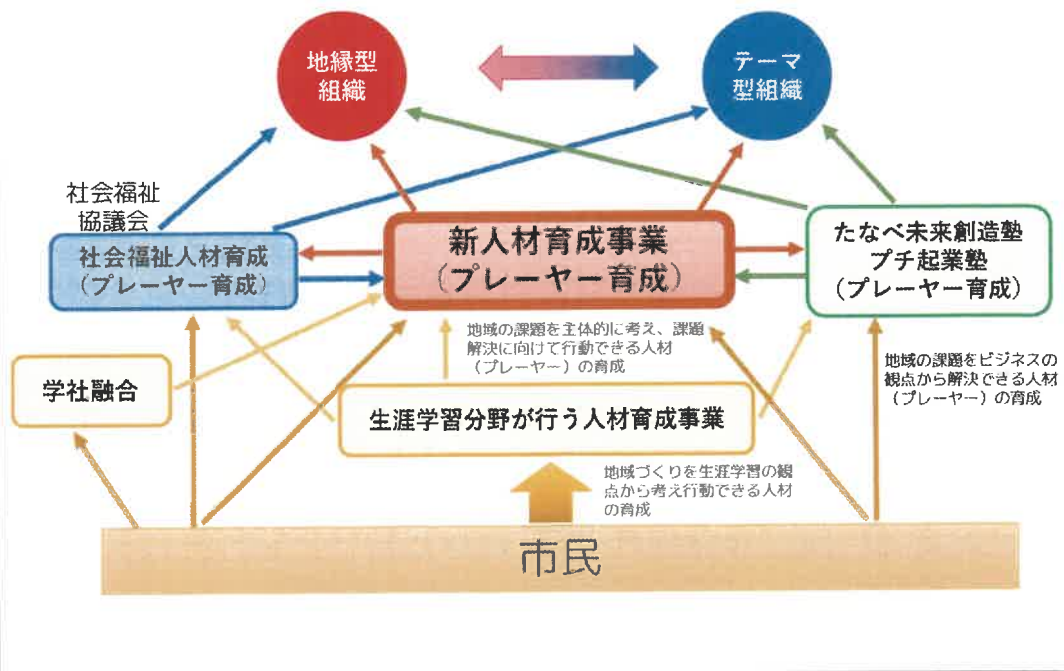 地縁型
組織
テーマ
型組織
社会福祉
協議会
社会福祉人材育成
（プレーヤー育成）
新人材育成事業
（プレーヤー育成）
たなべ未来創造塾
プチ起業塾
（プレーヤー育成）
地域の課題を主体的に考え、課題
解決に向けて行動できる人材
（プレーヤー）の育成
地域の課題をビジネスの
観点から解決できる人材
（プレーヤー）の育成
学社融合
生涯学習分野が行う人材育成事業
地域づくりを生涯学習の観
点から考え行動できる人材
の育成
市民